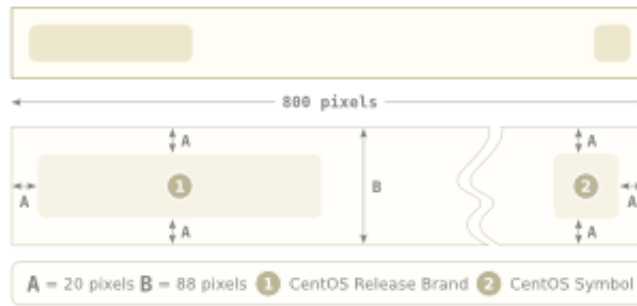 800 pixels
A A
1 B 2
A A
A A
A = 20 pixels B = 88 pixels 1 CentOS Release Brand 2 CentOS Symbol